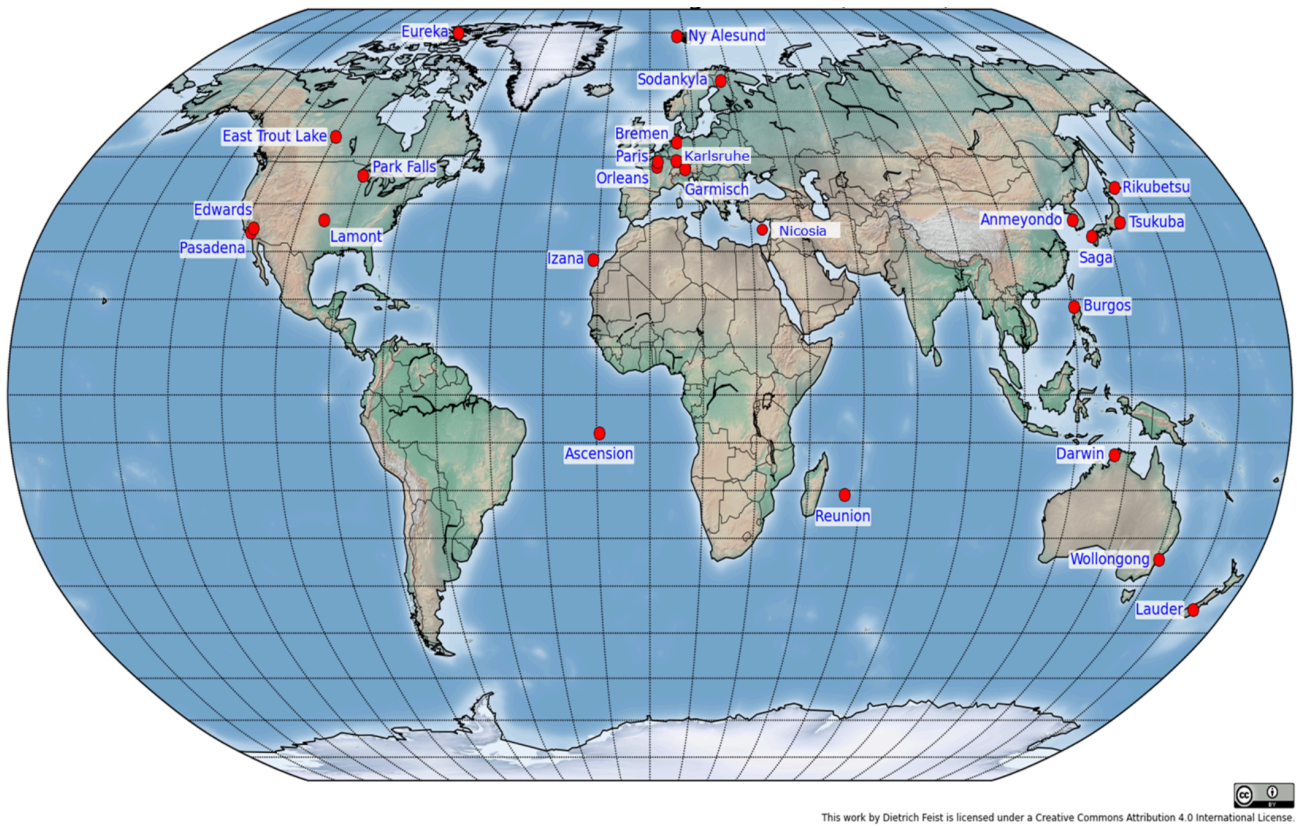 Eureka
Ny Alesund
Sodankyla
East Trout Lake
Bremen
Paris
Karlsruhe
Park Falls
Orleans
Garmisch
Rikubetsu
Edwards
Anmeyondo
Tsukuba
Pasadena
Lamont
Nicosia
Izana
Saga
Burgos
Ascension
Darwin
Reunion
Wollongong
Lauder
cc
BY
This work by Dietrich Feist is licensed under a Creative Commons Attribution 4.0 International License.